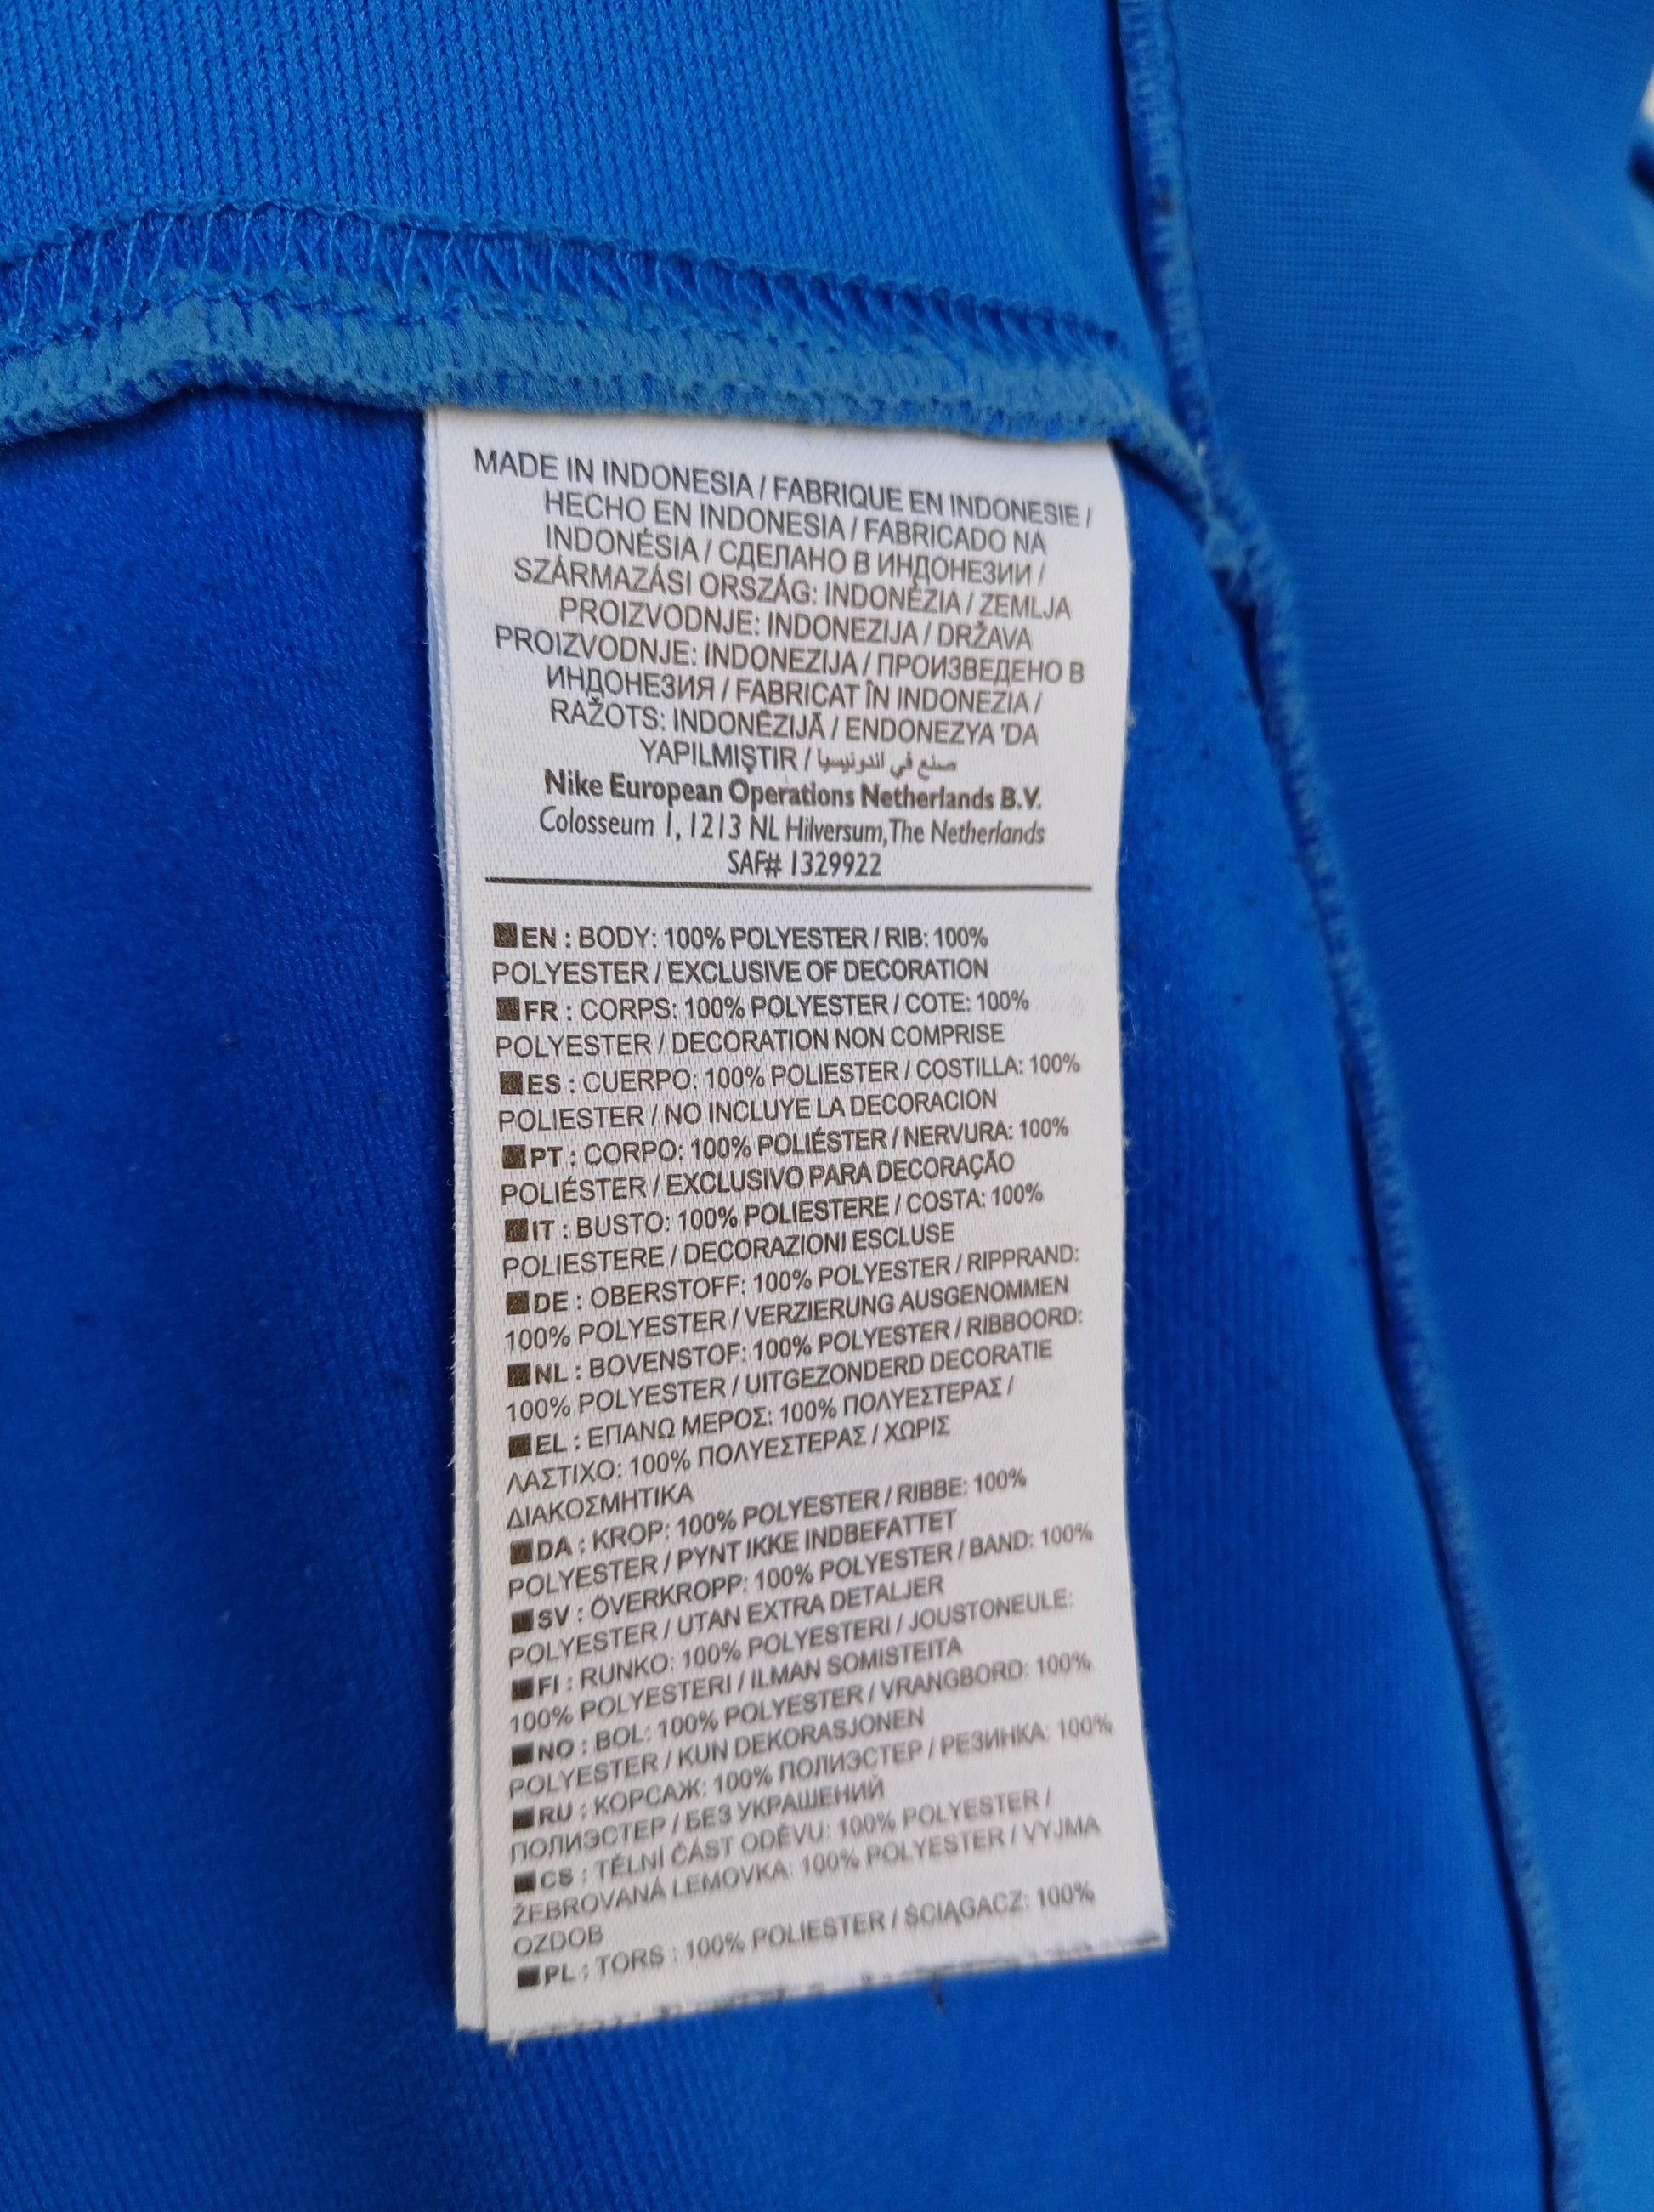 MADE IN INDONESIA / FABRIQUE EN INDONESIE /
HECHO EN INDONESIA / FABRICADO NA
INDONÉSIA / СДЕЛАНО В ИНДОНЕЗИИ /
SZÁRMAZÁSI ORSZÁG: INDONÉZIA / ZEMLJA
PROIZVODNJE: INDONEZIJA / DRŽAVA
PROIZVODNJE: INDONEZIJA / ПРОИЗВЕДЕНО В
ИНДОНЕЗИЯ / FABRICAT ÎN INDONEZIA /
RAŽOTS: INDONĒZIJĀ / ENDONEZYA 'DA
YAPILMIŞTIR / صنع في اندونيسيا
Nike European Operations Netherlands B.V.
Colosseum 1, 1213 NL Hilversum, The Netherlands
SAF# 1329922
EN : BODY: 100% POLYESTER / RIB: 100%
POLYESTER / EXCLUSIVE OF DECORATION
FR : CORPS: 100% POLYESTER / COTE: 100%
POLYESTER / DECORATION NON COMPRISE
ES : CUERPO: 100% POLIESTER / COSTILLA: 100%
POLIESTER / NO INCLUYE LA DECORACION
PT : CORPO: 100% POLIÉSTER / NERVURA: 100%
POLIÉSTER / EXCLUSIVO PARA DECORAÇÃO
IT : BUSTO: 100% POLIESTERE / COSTA: 100%
POLIESTERE / DECORAZIONI ESCLUSE
DE : OBERSTOFF: 100% POLYESTER / RIPPRAND:
100% POLYESTER / VERZIERUNG AUSGENOMMEN
NL : BOVENSTOF: 100% POLYESTER / RIBBOORD:
100% POLYESTER / UITGEZONDERD DECORATIE
EL : ΕΠΑΝΩ ΜΕΡΟΣ: 100% ΠΟΛΥΕΣΤΕΡΑΣ /
ΛΑΣΤΙΧΟ: 100% ΠΟΛΥΕΣΤΕΡΑΣ / ΧΩΡΙΣ
ΔΙΑΚΟΣΜΗΤΙΚΑ
DA : KROP: 100% POLYESTER / RIBBE: 100%
POLYESTER / PYNT IKKE INDBEFATTET
SV : ÖVERKROPP: 100% POLYESTER / BAND: 100%
POLYESTER / UTAN EXTRA DETALJER
FI : RUNKO: 100% POLYESTERI / JOUSTONEULE:
100% POLYESTERI / ILMAN SOMISTEITA
NO : BOL: 100% POLYESTER / VRANGBORD: 100%
POLYESTER / KUN DEKORASJONEN
RU : КОРСАЖ: 100% ПОЛИЭСТЕР / РЕЗИНКА: 100%
ПОЛИЭСТЕР / БЕЗ УКРАШЕНИЙ
CS : TĚLNÍ ČÁST ODĚVU: 100% POLYESTER /
ŽEBROVANÁ LEMOVKA: 100% POLYESTER / VYJMA
OZDOB
PL : TORS : 100% POLIESTER / ŚCIĄGACZ: 100%